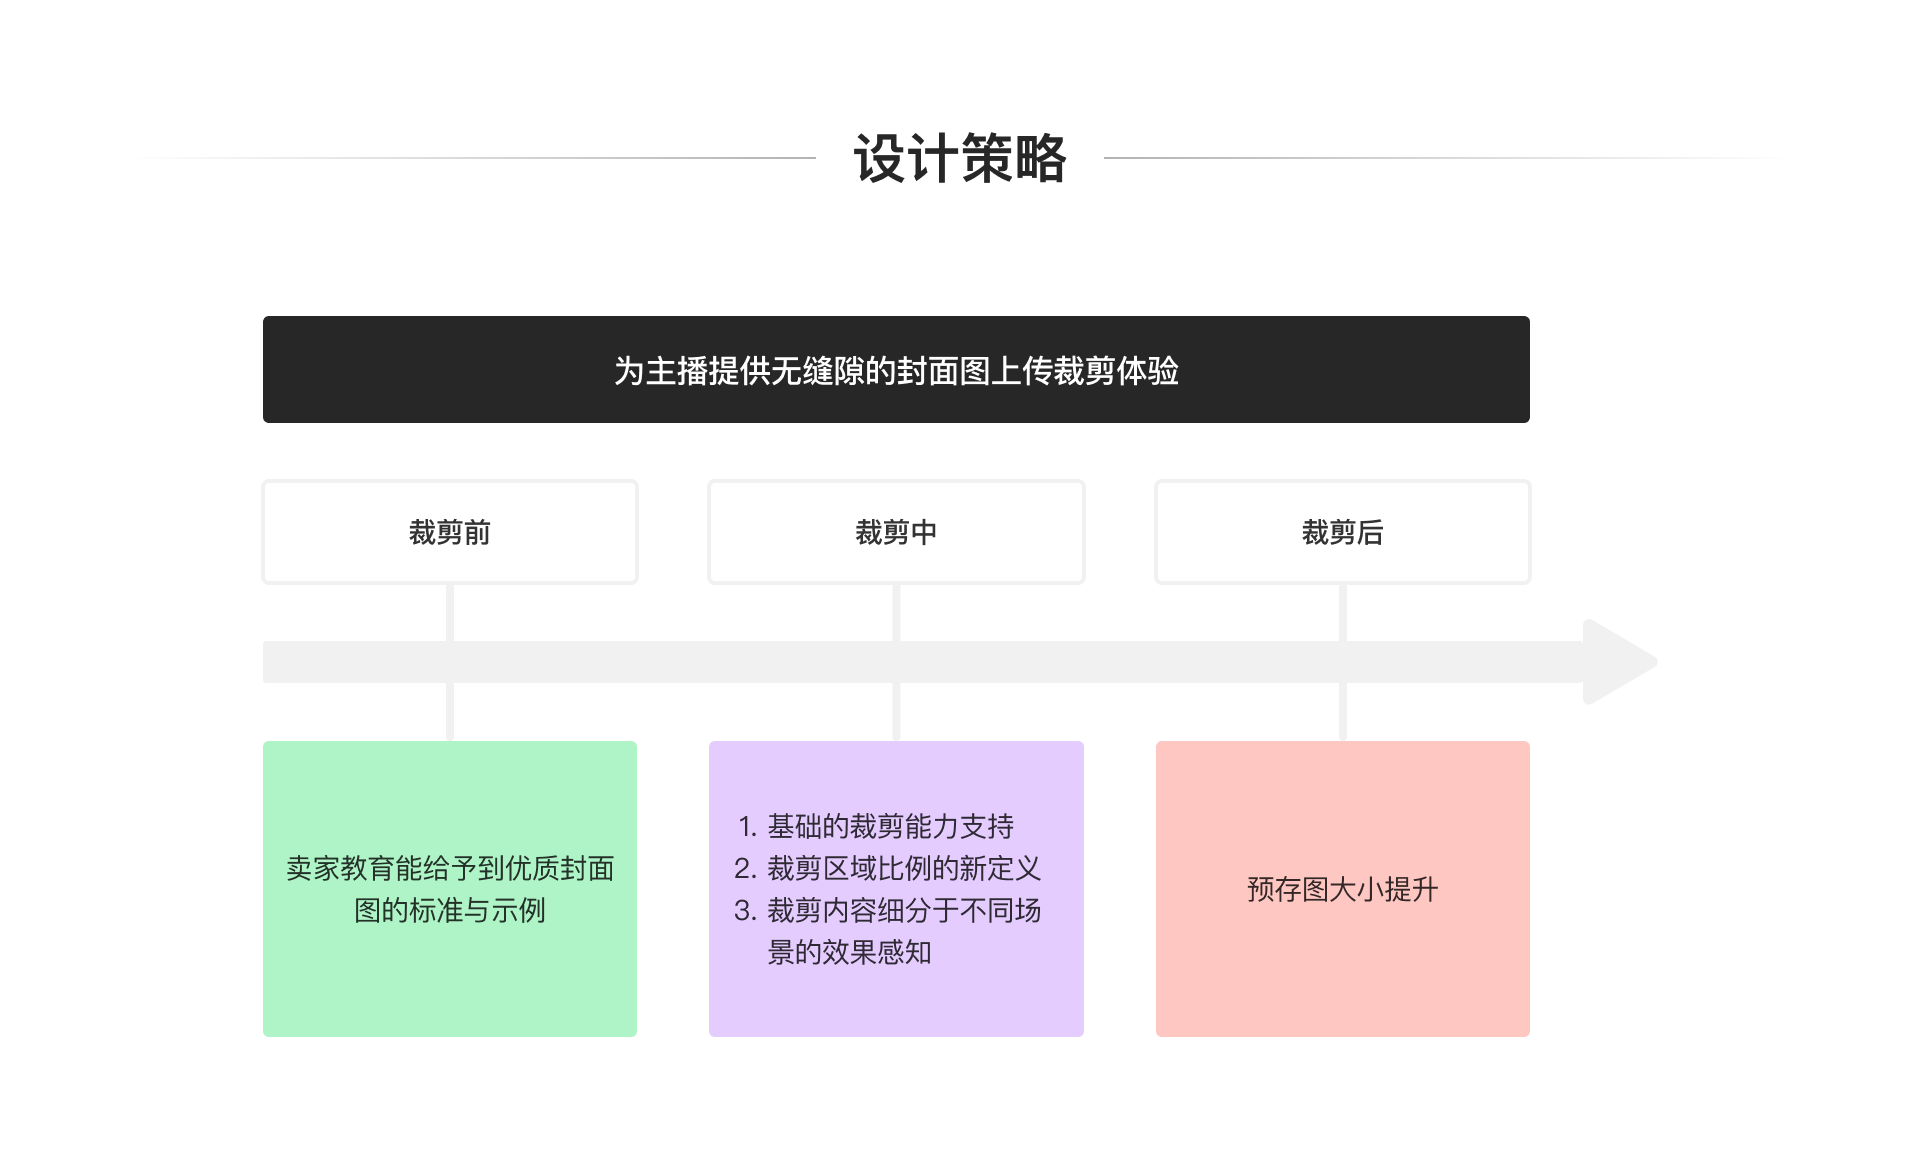 设计策略
为主播提供无缝隙的封面图上传裁剪体验
裁剪前
裁剪中
裁剪后
卖家教育能给予到优质封面
图的标准与示例
1. 基础的裁剪能力支持
2. 裁剪区域比例的新定义
3. 裁剪内容细分于不同场
景的效果感知
预存图大小提升